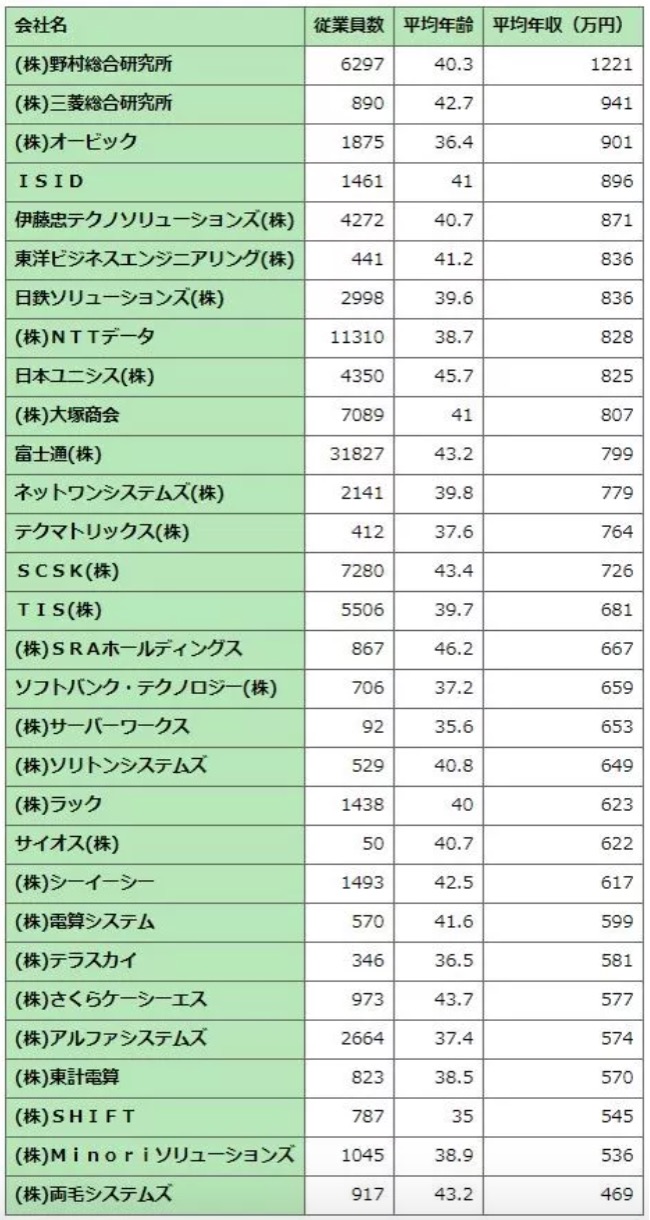 会社名 従業員数 平均年齢 平均年収（万円）
(株)野村総合研究所 6297 40.3 1221
(株)三菱総合研究所 890 42.7 941
(株)オービック 1875 36.4 901
ＩＳＩＤ 1461 41 896
伊藤忠テクノソリューションズ(株) 4272 40.7 871
東洋ビジネスエンジニアリング(株) 441 41.2 836
日鉄ソリューションズ(株) 2998 39.6 836
(株)ＮＴＴデータ 11310 38.7 828
日本ユニシス(株) 4350 45.7 825
(株)大塚商会 7089 41 807
富士通(株) 31827 43.2 799
ネットワンシステムズ(株) 2141 39.8 779
テクマトリックス(株) 412 37.6 764
ＳＣＳＫ(株) 7280 43.4 726
ＴＩＳ(株) 5506 39.7 681
(株)ＳＲＡホールディングス 867 46.2 667
ソフトバンク・テクノロジー(株) 706 37.2 659
(株)サーバーワークス 92 35.6 653
(株)ソリトンシステムズ 529 40.8 649
(株)ラック 1438 40 623
サイオス(株) 50 40.7 622
(株)シーイーシー 1493 42.5 617
(株)電算システム 570 41.6 599
(株)テラスカイ 346 36.5 581
(株)さくらケーシーエス 973 43.7 577
(株)アルファシステムズ 2664 37.4 574
(株)東計電算 823 38.5 570
(株)ＳＨＩＦＴ 787 35 545
(株)Ｍｉｎｏｒｉソリューションズ 1045 38.9 536
(株)両毛システムズ 917 43.2 469